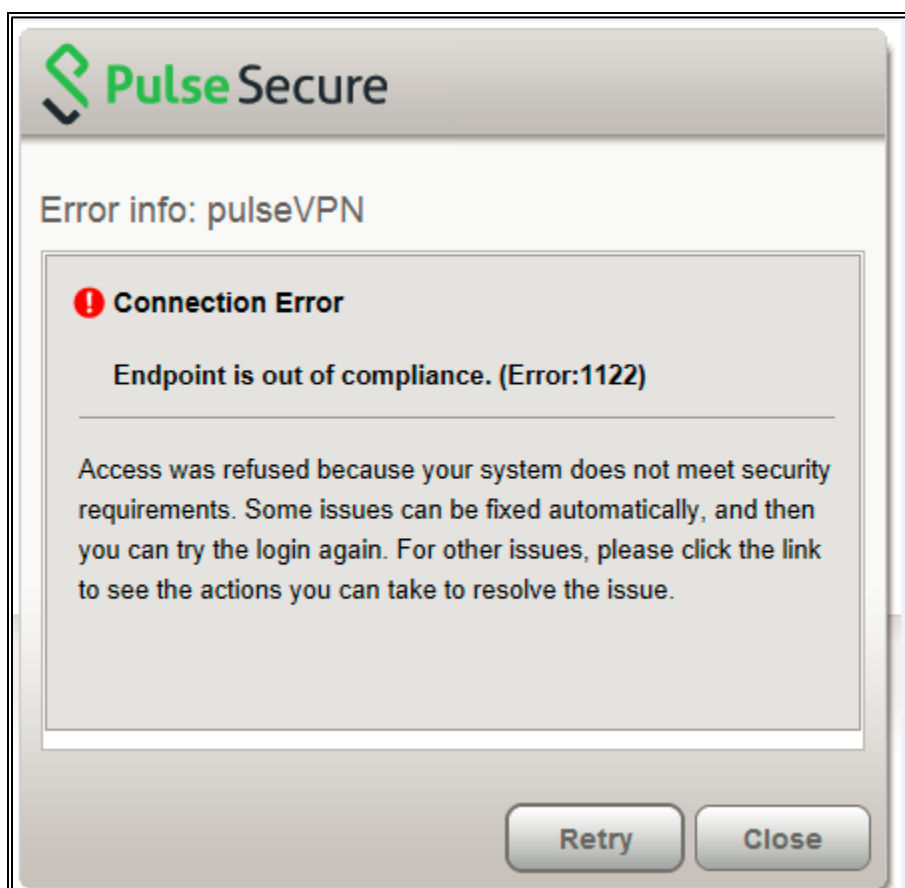 Pulse Secure
Error info: pulseVPN
Connection Error
Endpoint is out of compliance. (Error:1122)
Access was refused because your system does not meet security
requirements. Some issues can be fixed automatically, and then
you can try the login again. For other issues, please click the link
to see the actions you can take to resolve the issue.
Retry Close